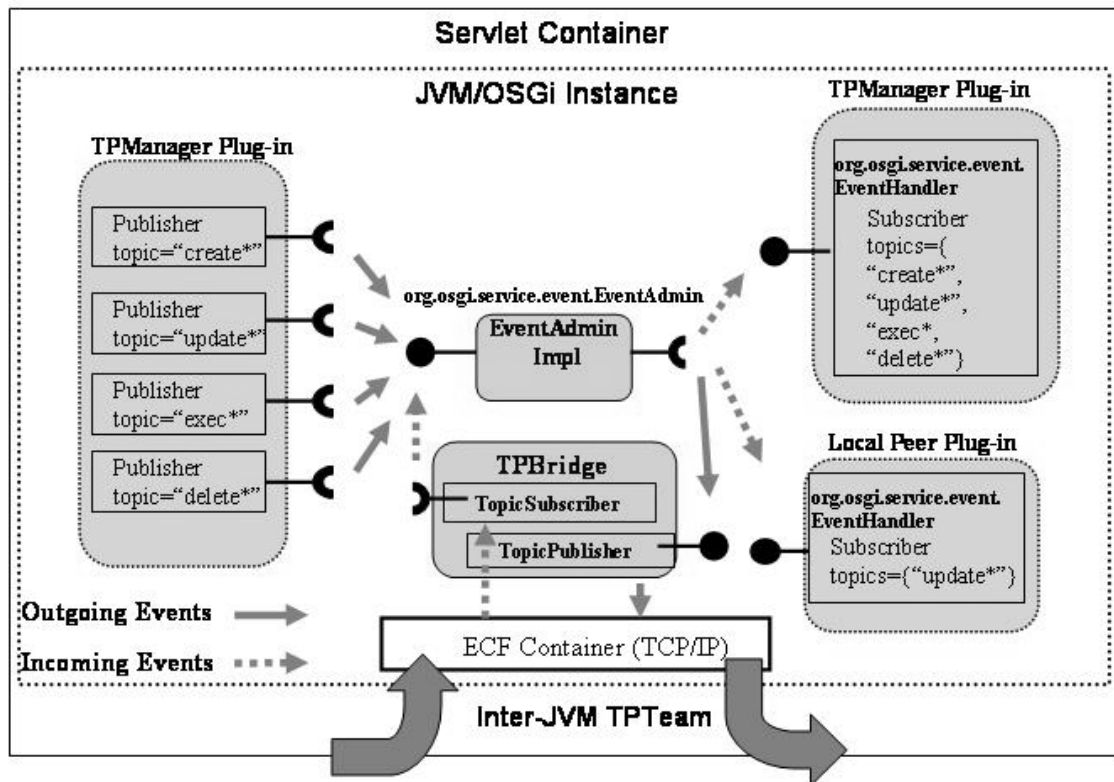 Servlet Container
JVM/OSGi Instance
TPManager Plug-in
Publisher
topic=“create*”
Publisher
topic=“update*”
Publisher
topic=“exec*”
Publisher
topic=“delete*”
org.osgi.service.event.EventAdmin
EventAdmin
Impl
TPBridge
TopicSubscriber
TopicPublisher
TPManager Plug-in
org.osgi.service.event.
EventHandler
Subscriber
topics={
“create*”,
“update*”,
“exec*,
“delete*”}
Local Peer Plug-in
org.osgi.service.event.
EventHandler
Subscriber
topics={“update*”}
Outgoing Events
Incoming Events
ECF Container (TCP/IP)
Inter-JVM TPTeam